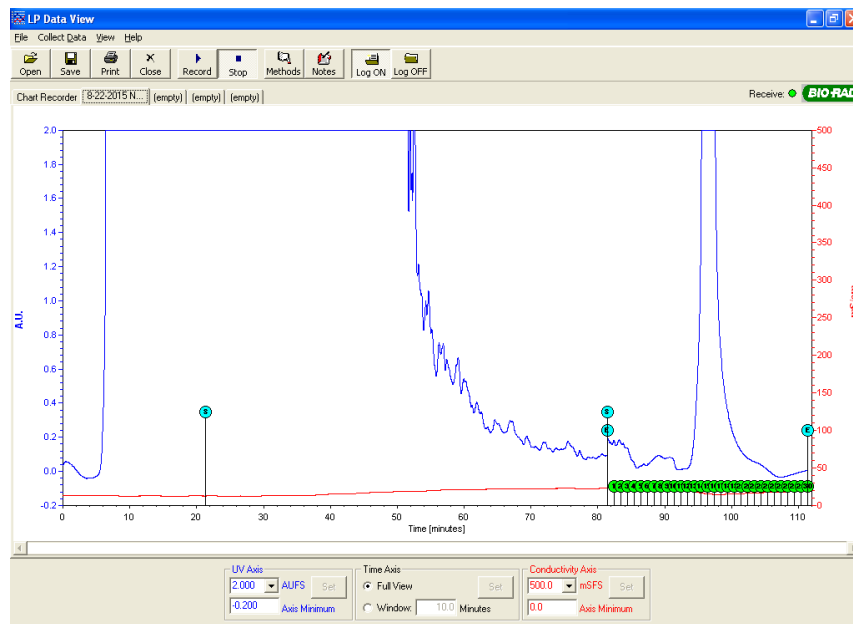 LP Data View
File Collect Data View Help
Open Save Print Close Record Stop Methods Notes Log ON Log OFF
Chart Recorder 8-22-2015 N... (empty) (empty) (empty) Receive: BIO-RAD
2.0 500
1.8 450
1.6 400
1.4 350
1.2 300
1.0 250
0.8 200
0.6 150
0.4 100
0.2 50
0.0 0
-0.2
A.U.
S S
E E
0 10 20 30 40 50 60 70 80 90 100 110
Time [minutes]
UV Axis Time Axis Conductivity Axis
2.000 AUFS Set Full View Set 500.0 mSFS Set
-0.200 Axis Minimum Window: 10.0 Minutes 0.0 Axis Minimum